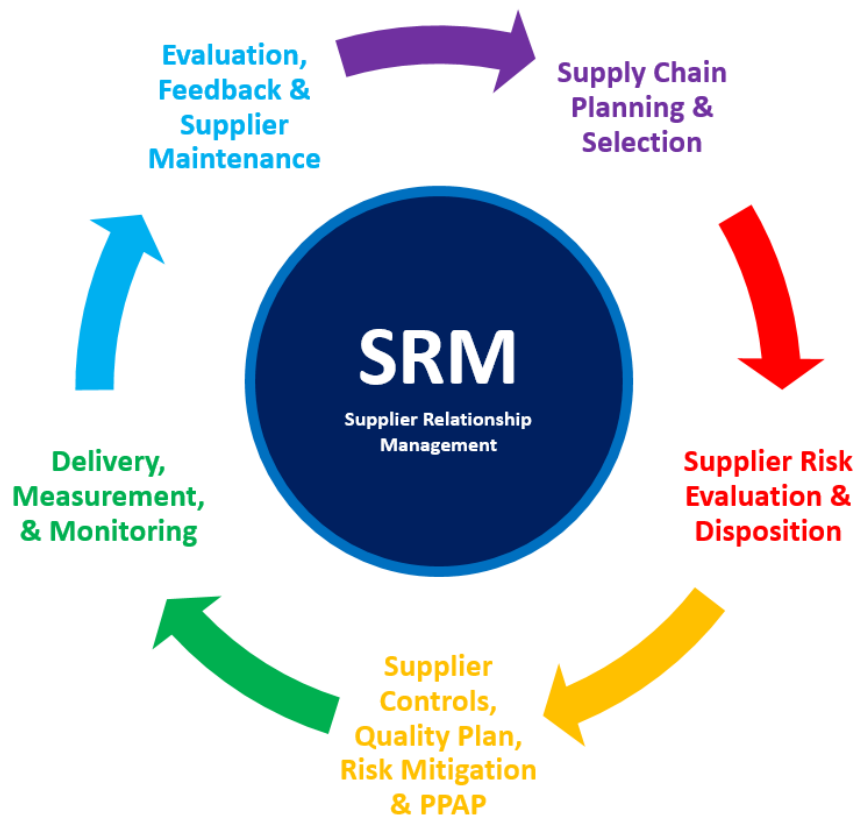 Evaluation,
Feedback &
Supplier
Maintenance
Supply Chain
Planning &
Selection
SRM
Supplier Relationship
Management
Delivery,
Measurement,
& Monitoring
Supplier Risk
Evaluation &
Disposition
Supplier
Controls,
Quality Plan,
Risk Mitigation
& PPAP